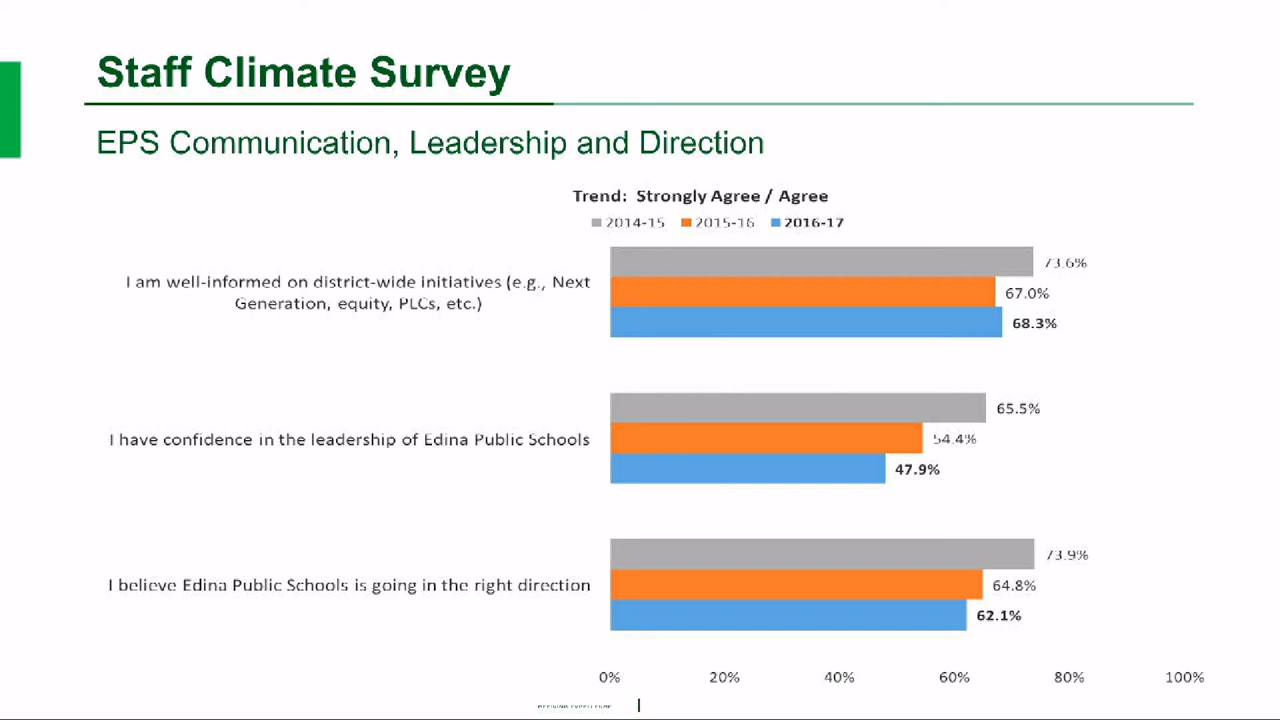 Staff Climate Survey
EPS Communication, Leadership and Direction
Trend: Strongly Agree / Agree
2014-15 2015-16 2016-17
I am well-informed on district-wide initiatives (e.g., Next
Generation, equity, PLCs, etc.)
73.6%
67.0%
68.3%
I have confidence in the leadership of Edina Public Schools
65.5%
54.4%
47.9%
I believe Edina Public Schools is going in the right direction
73.9%
64.8%
62.1%
0% 20% 40% 60% 80% 100%